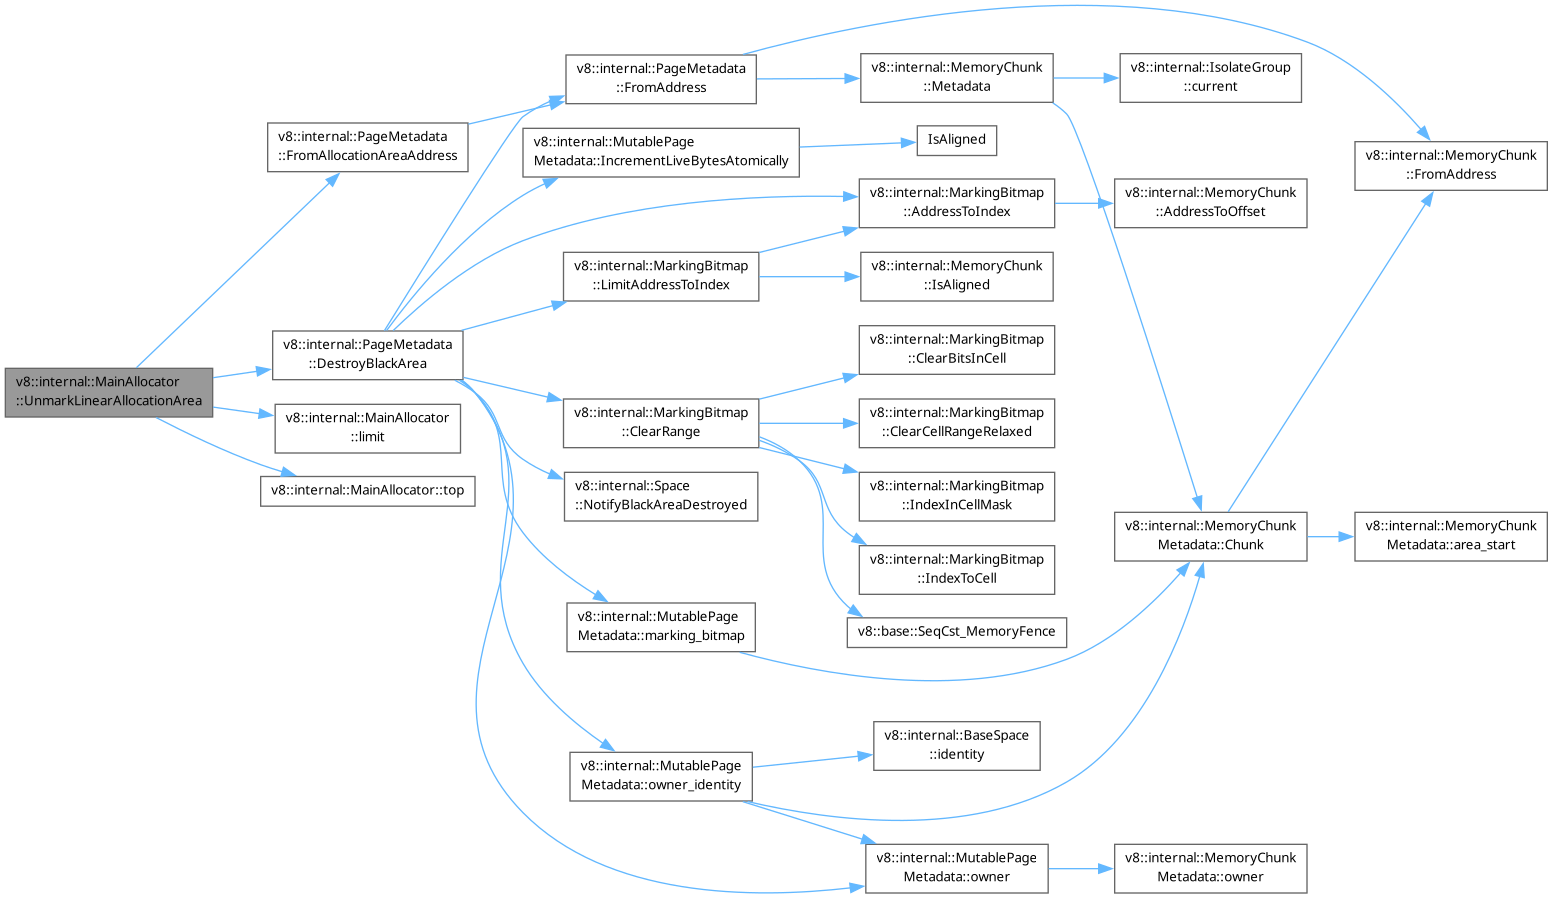 v8::internal::MainAllocator
::UnmarkLinearAllocationArea
v8::internal::PageMetadata
::FromAllocationAreaAddress
v8::internal::PageMetadata
::DestroyBlackArea
v8::internal::MainAllocator
::limit
v8::internal::MainAllocator::top
v8::internal::PageMetadata
::FromAddress
v8::internal::MutablePage
Metadata::IncrementLiveBytesAtomically
v8::internal::MarkingBitmap
::LimitAddressToIndex
v8::internal::MarkingBitmap
::ClearRange
v8::internal::Space
::NotifyBlackAreaDestroyed
v8::internal::MutablePage
Metadata::marking_bitmap
v8::internal::MutablePage
Metadata::owner_identity
v8::internal::MemoryChunk
::Metadata
IsAligned
v8::internal::MarkingBitmap
::AddressToIndex
v8::internal::MemoryChunk
::IsAligned
v8::internal::MarkingBitmap
::ClearBitsInCell
v8::internal::MarkingBitmap
::ClearCellRangeRelaxed
v8::internal::MarkingBitmap
::IndexInCellMask
v8::internal::MarkingBitmap
::IndexToCell
v8::base::SeqCst_MemoryFence
v8::internal::BaseSpace
::identity
v8::internal::MutablePage
Metadata::owner
v8::internal::IsolateGroup
::current
v8::internal::MemoryChunk
::AddressToOffset
v8::internal::MemoryChunk
Metadata::Chunk
v8::internal::MemoryChunk
Metadata::owner
v8::internal::MemoryChunk
::FromAddress
v8::internal::MemoryChunk
Metadata::area_start